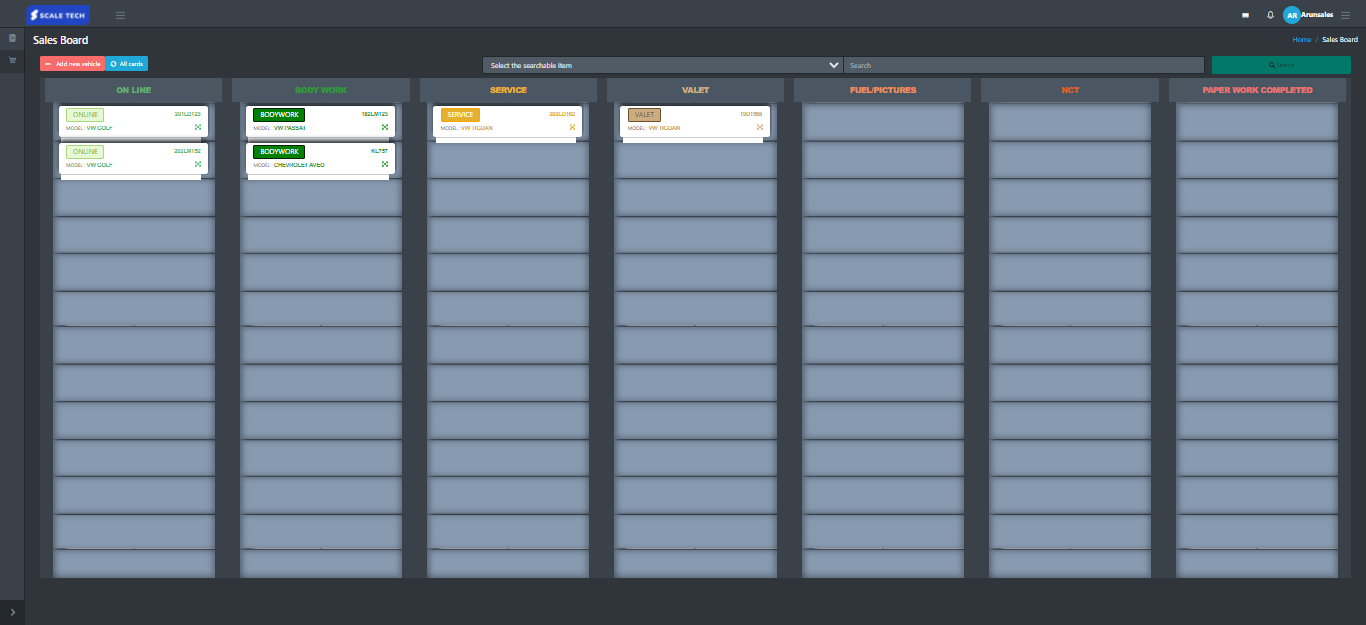 SCALE TECH
AR Arunsales
Sales Board
Home / Sales Board
Add new vehicle
All cards
Select the searchable item
Search
Search
ON LINE
BODY WORK
SERVICE
VALET
FUEL/PICTURES
NCT
PAPER WORK COMPLETED
ONLINE 201LD123
MODEL: VW GOLF
BODYWORK 182LM123
MODEL: VW PASSAT
SERVICE 202LD162
MODEL: VW TIGUAN
VALET
MODEL: VW TIGUAN
ONLINE 202LM152
MODEL: VW GOLF
BODYWORK KL757
MODEL: CHEVROLET AVEO